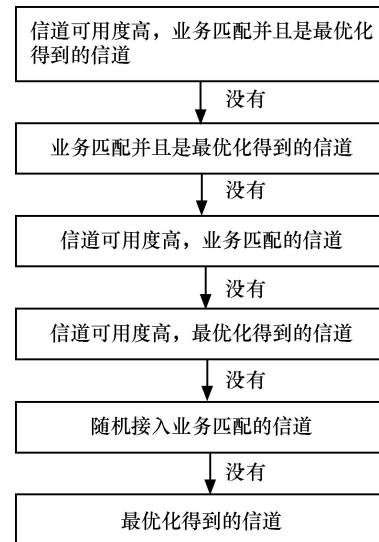 信道可用度高，业务匹配并且是最优化
得到的信道
没有
业务匹配并且是最优化得到的信道
没有
信道可用度高，业务匹配的信道
没有
信道可用度高，最优化得到的信道
没有
随机接入业务匹配的信道
没有
最优化得到的信道